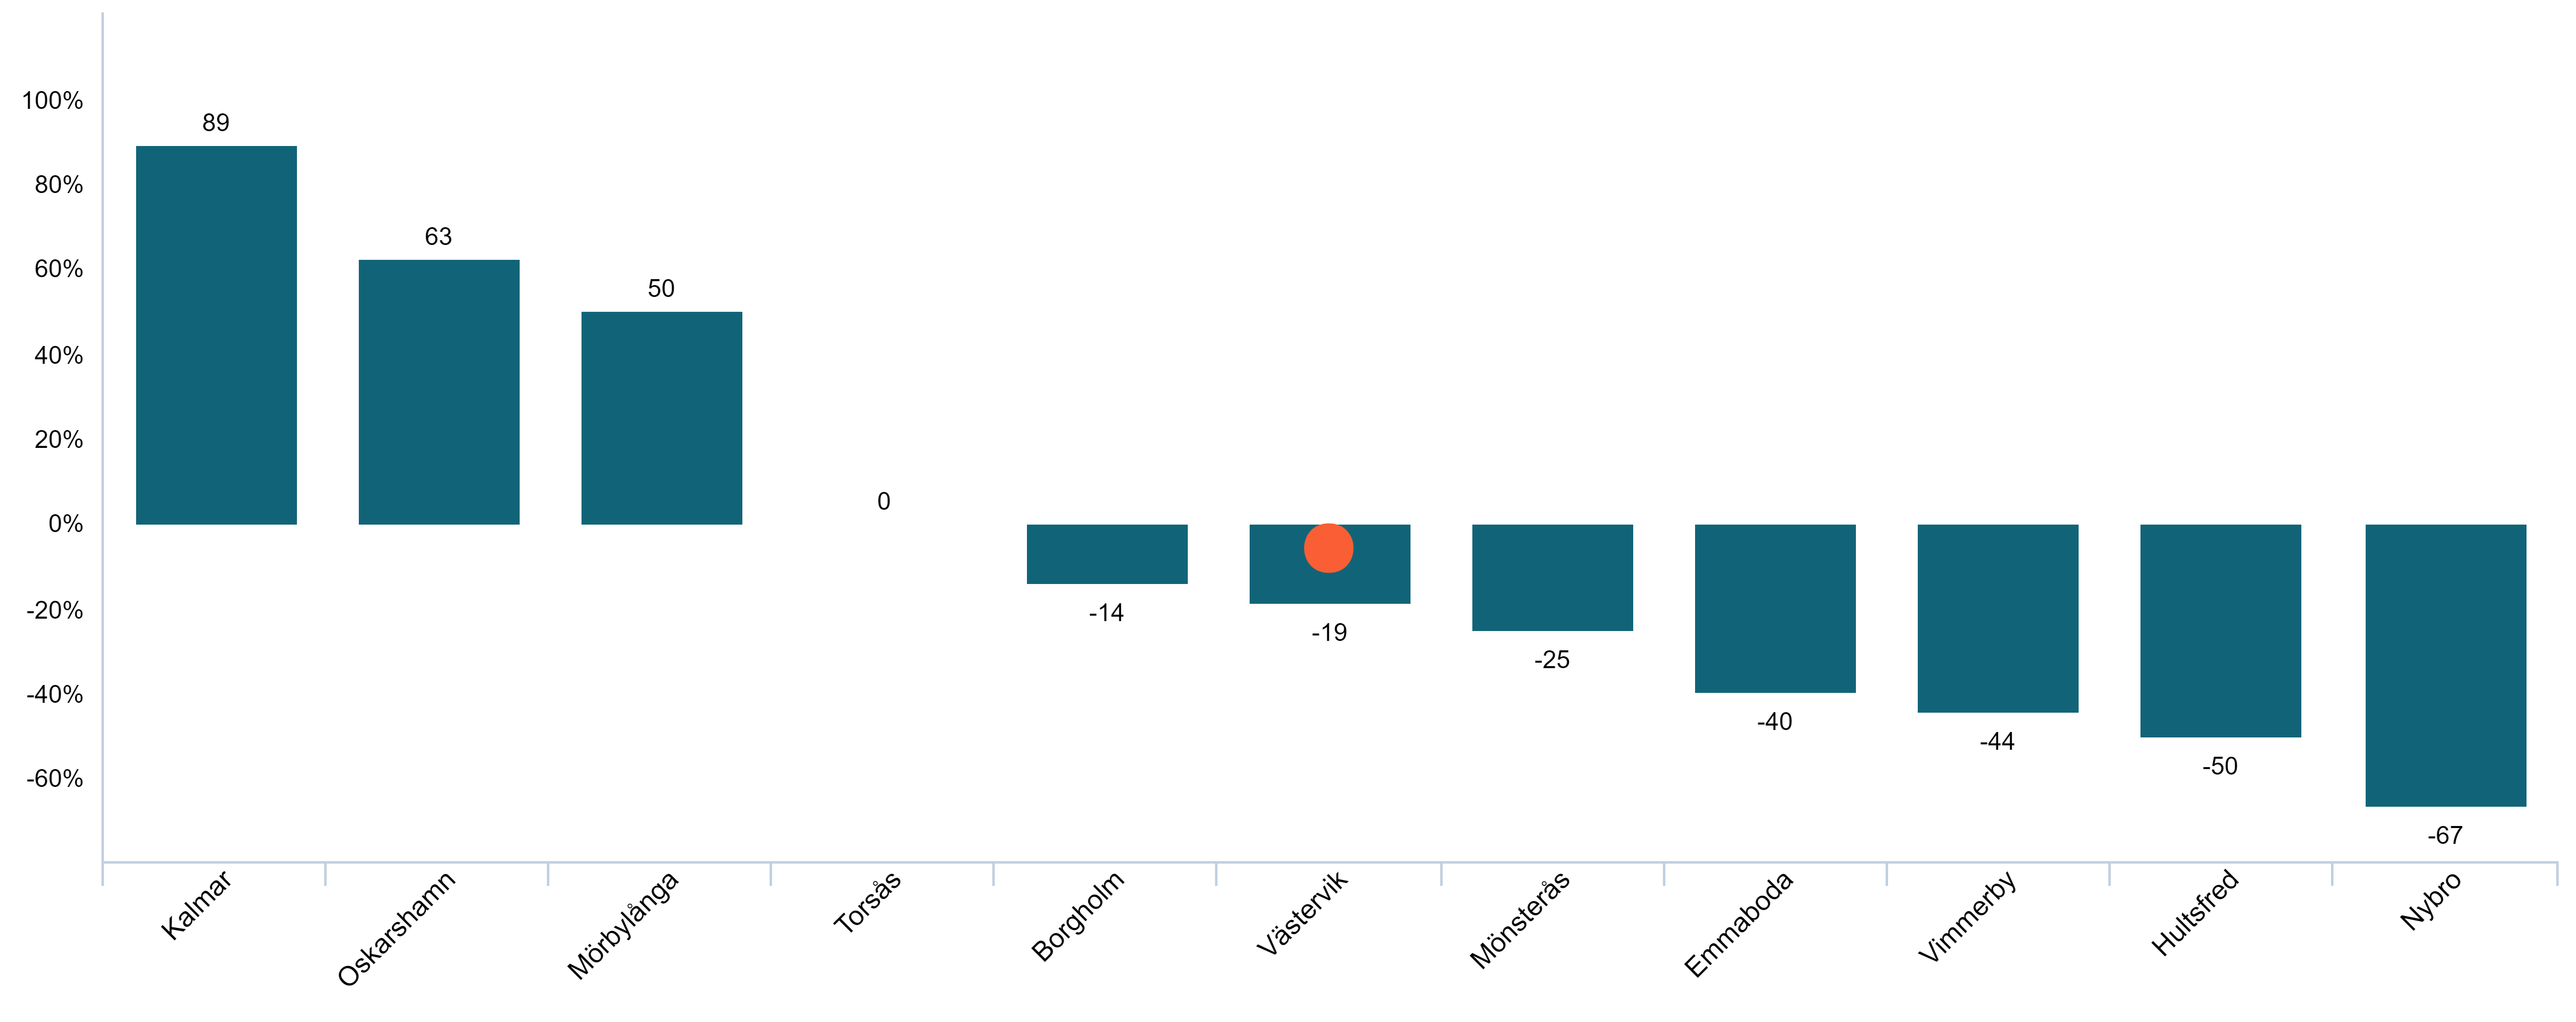 100%
80%
60%
40%
20%
0%
-20%
-40%
-60%
89
63
50
0
-14
-19
-25
-40
-44
-50
-67
Kalmar
Oskarshamn
Mörbylånga
Torsås
Borgholm
Västervik
Mönsterås
Emmaboda
Vimmerby
Hultsfred
Nybro